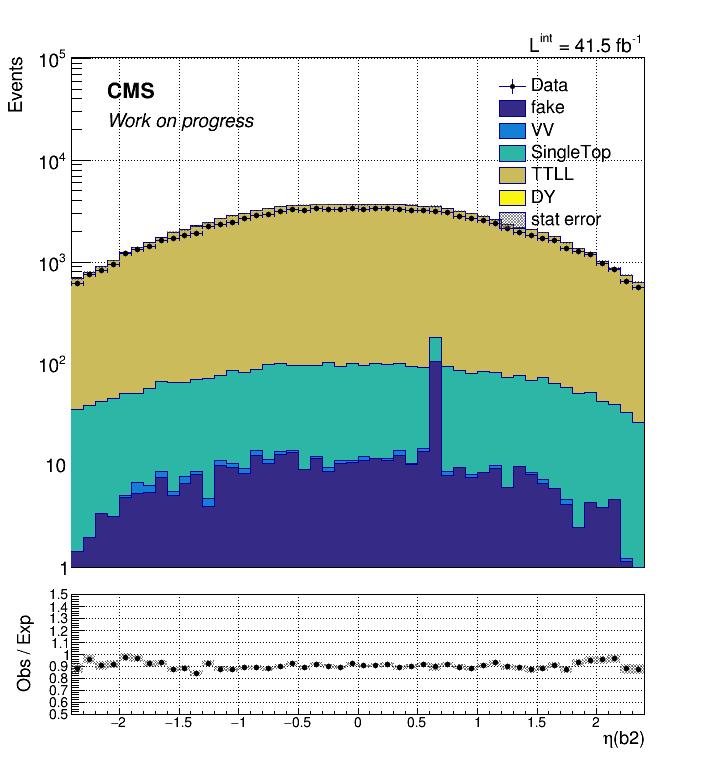 L^int = 41.5 fb^-1
Events
10^5
10^4
10^3
10^2
10
1
CMS
Work on progress
Data
fake
VV
SingleTop
TTLL
DY
stat error
Obs / Exp
1.5
1.4
1.3
1.2
1.1
1
0.9
0.8
0.7
0.6
0.5
−2
−1.5
−1
−0.5
0
0.5
1
1.5
2
η(b2)